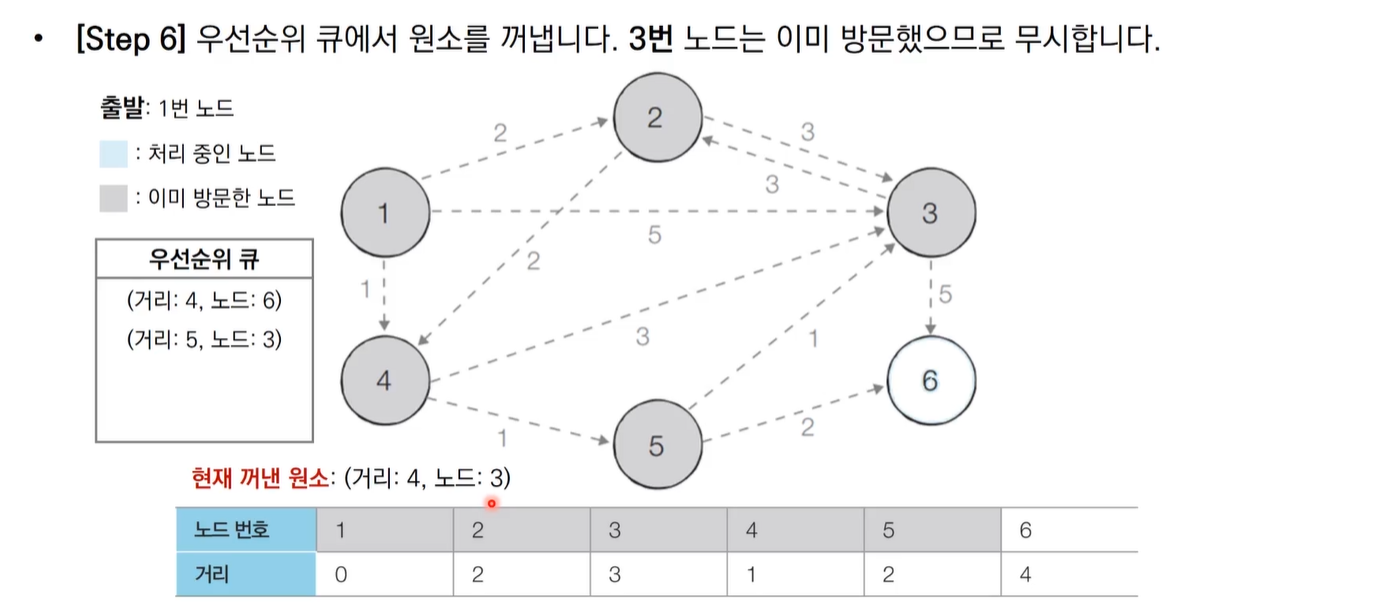 • [Step 6] 우선순위 큐에서 원소를 꺼냅니다. 3번 노드는 이미 방문했으므로 무시합니다.
출발: 1번 노드
: 처리 중인 노드
: 이미 방문한 노드
우선순위 큐
(거리: 4, 노드: 6)
(거리: 5, 노드: 3)
2
2
3
3
1
3
5
2
1
5
3
1
4
6
1
5
2
현재 꺼낸 원소: (거리: 4, 노드: 3)
노드 번호 1 2 3 4 5 6
거리 0 2 3 1 2 4